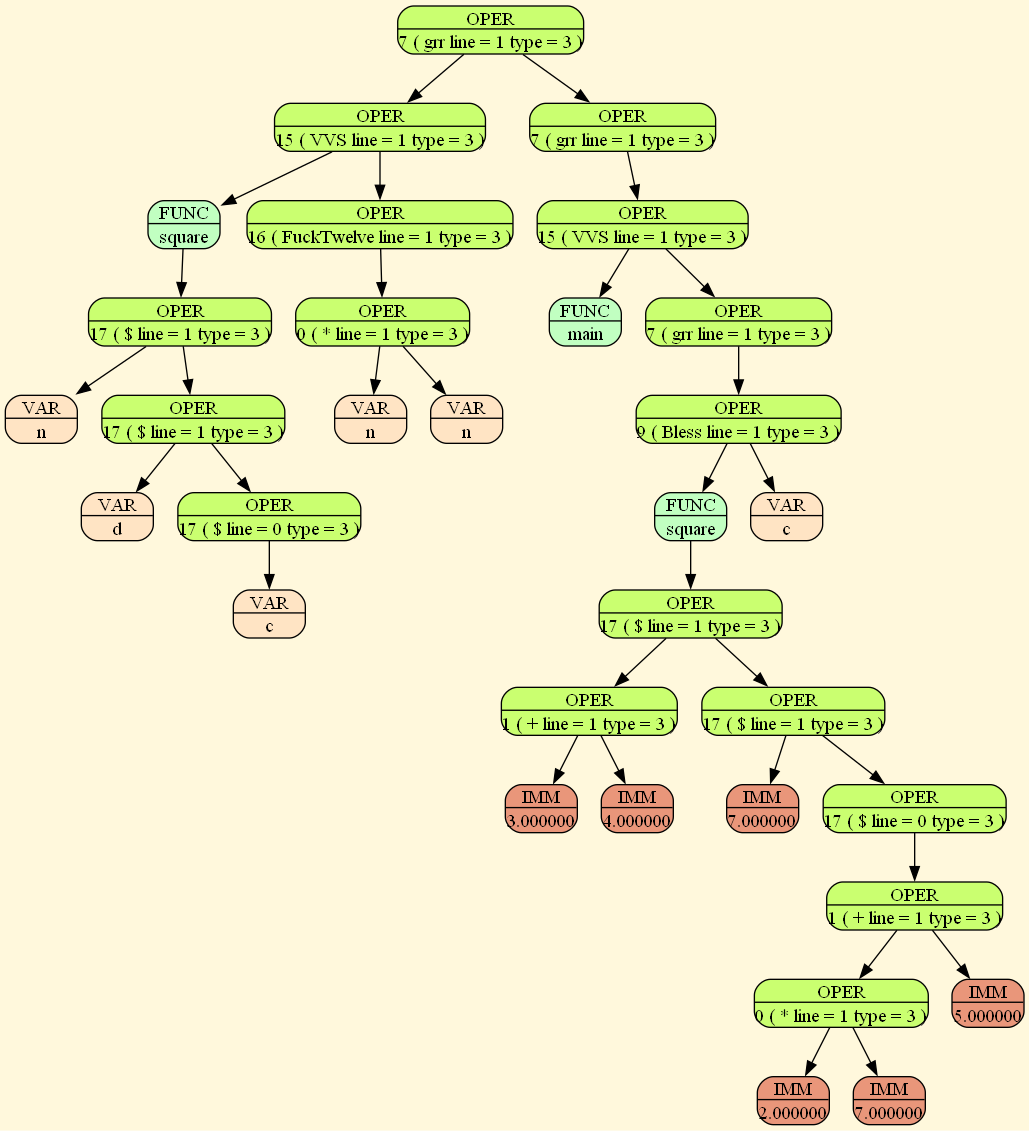 OPER
7 ( grr line = 1 type = 3 )
OPER
15 ( VVS line = 1 type = 3 )
OPER
7 ( grr line = 1 type = 3 )
FUNC
square
OPER
16 ( FuckTwelve line = 1 type = 3 )
OPER
15 ( VVS line = 1 type = 3 )
OPER
17 ( $ line = 1 type = 3 )
OPER
0 ( * line = 1 type = 3 )
FUNC
main
OPER
7 ( grr line = 1 type = 3 )
VAR
n
OPER
17 ( $ line = 1 type = 3 )
VAR
n
VAR
n
OPER
9 ( Bless line = 1 type = 3 )
VAR
d
OPER
17 ( $ line = 0 type = 3 )
FUNC
square
VAR
c
VAR
c
OPER
17 ( $ line = 1 type = 3 )
OPER
1 ( + line = 1 type = 3 )
OPER
17 ( $ line = 1 type = 3 )
IMM
3.000000
IMM
4.000000
IMM
7.000000
OPER
17 ( $ line = 0 type = 3 )
OPER
1 ( + line = 1 type = 3 )
OPER
0 ( * line = 1 type = 3 )
IMM
5.000000
IMM
2.000000
IMM
7.000000